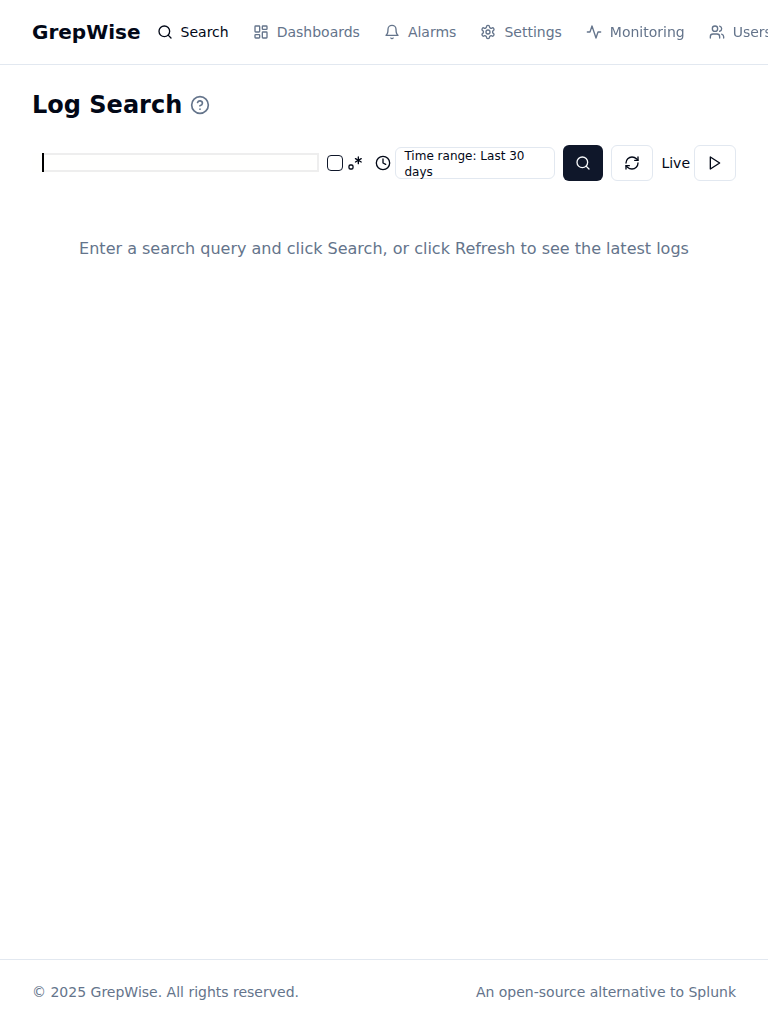 GrepWise
Search
Dashboards
Alarms
Settings
Monitoring
Users
Log Search
Time range: Last 30
days
Live
Enter a search query and click Search, or click Refresh to see the latest logs
© 2025 GrepWise. All rights reserved.
An open-source alternative to Splunk